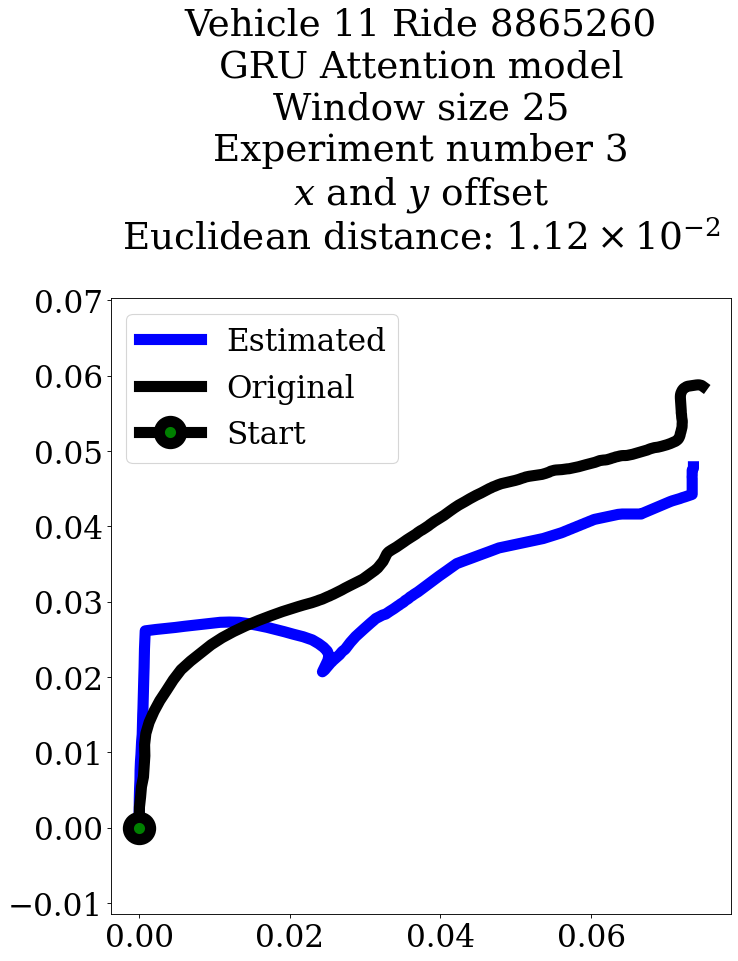 Vehicle 11 Ride 8865260
GRU Attention model
Window size 25
Experiment number 3
x and y offset
Euclidean distance: 1.12 × 10⁻²
0.07
0.06
0.05
0.04
0.03
0.02
0.01
0.00
−0.01
Estimated
Original
Start
0.00 0.02 0.04 0.06